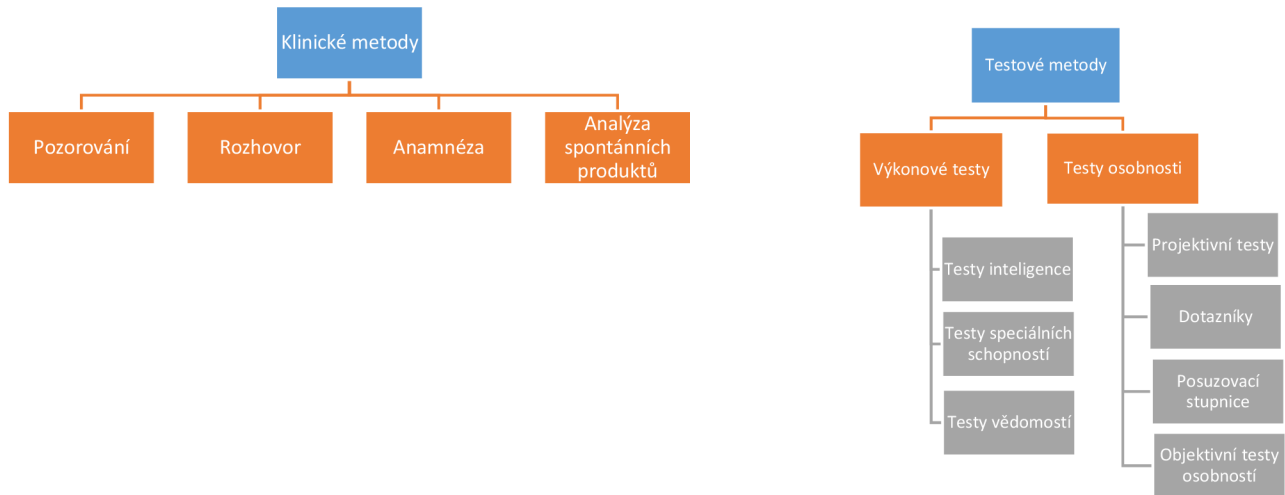 Klinické metody
Pozorování
Rozhovor
Anamnéza
Analýza
spontánních
produktů
Testové metody
Výkonové testy
Testy osobnosti
Testy inteligence
Testy speciálních
schopností
Testy vědomostí
Projektivní testy
Dotazníky
Posuzovací
stupnice
Objektivní testy
osobností